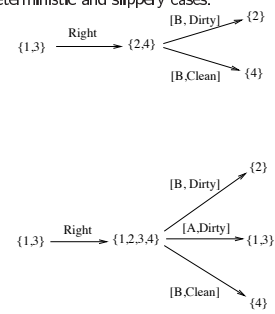 deterministic and slippery cases.
[B, Dirty]
{2}
Right
{1,3}
{2,4}
[B,Clean]
{4}
{2}
[B, Dirty]
Right
[A,Dirty]
{1,3}
{1,2,3,4}
{1,3}
[B,Clean]
{4}